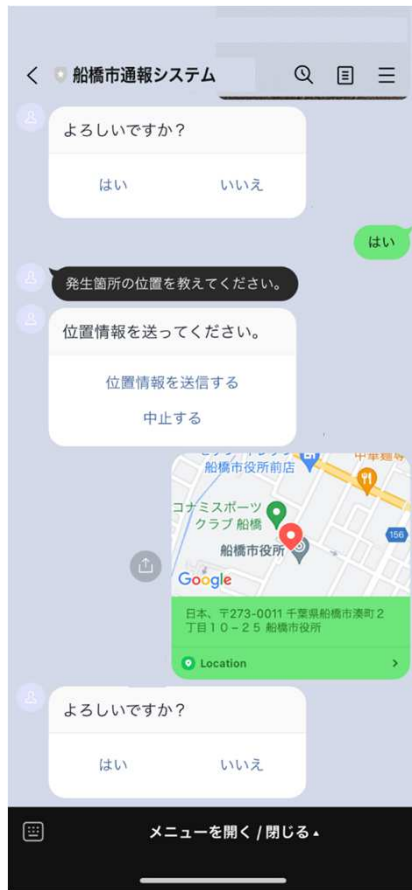 船橋市通報システム
よろしいですか？
はい
いいえ
はい
発生箇所の位置を教えてください。
位置情報を送ってください。
位置情報を送信する
中止する
船橋市役所前店
中華麺専
コナミスポーツ
クラブ 船橋
156
船橋市役所
Google
日本、〒273-0011 千葉県船橋市湊町２
丁目１０−２５ 船橋市役所
Location
よろしいですか？
はい
いいえ
メニューを開く / 閉じる